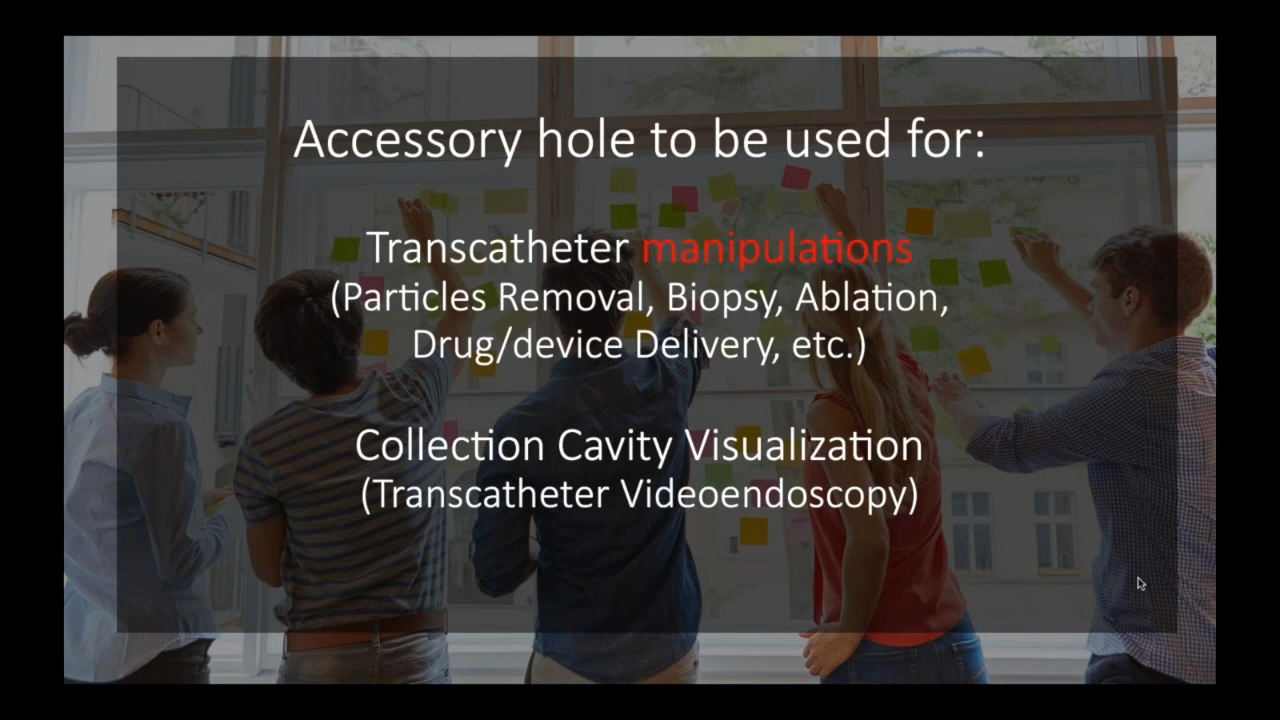 Accessory hole to be used for:
Transcatheter manipulations
(Particles Removal, Biopsy, Ablation,
Drug/device Delivery, etc.)
Collection Cavity Visualization
(Transcatheter Videoendoscopy)